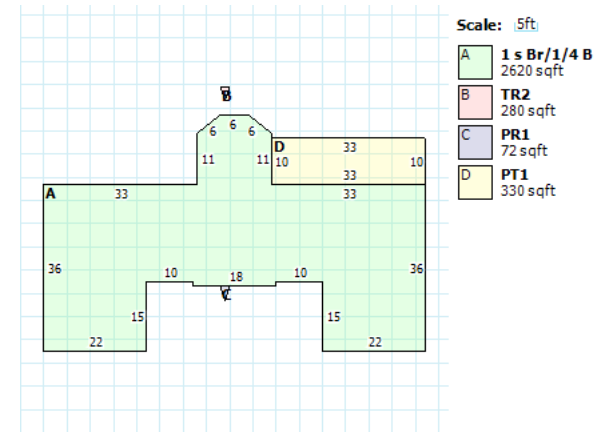 Scale: 5ft
A 1 s Br/1/4 B
2620 sqft
B TR2
280 sqft
C PR1
72 sqft
D PT1
330 sqft
B
6 6 6
D 33
11 11 10 10
33
A 33 33
36 36
10 18 10
C
15 15
22 22